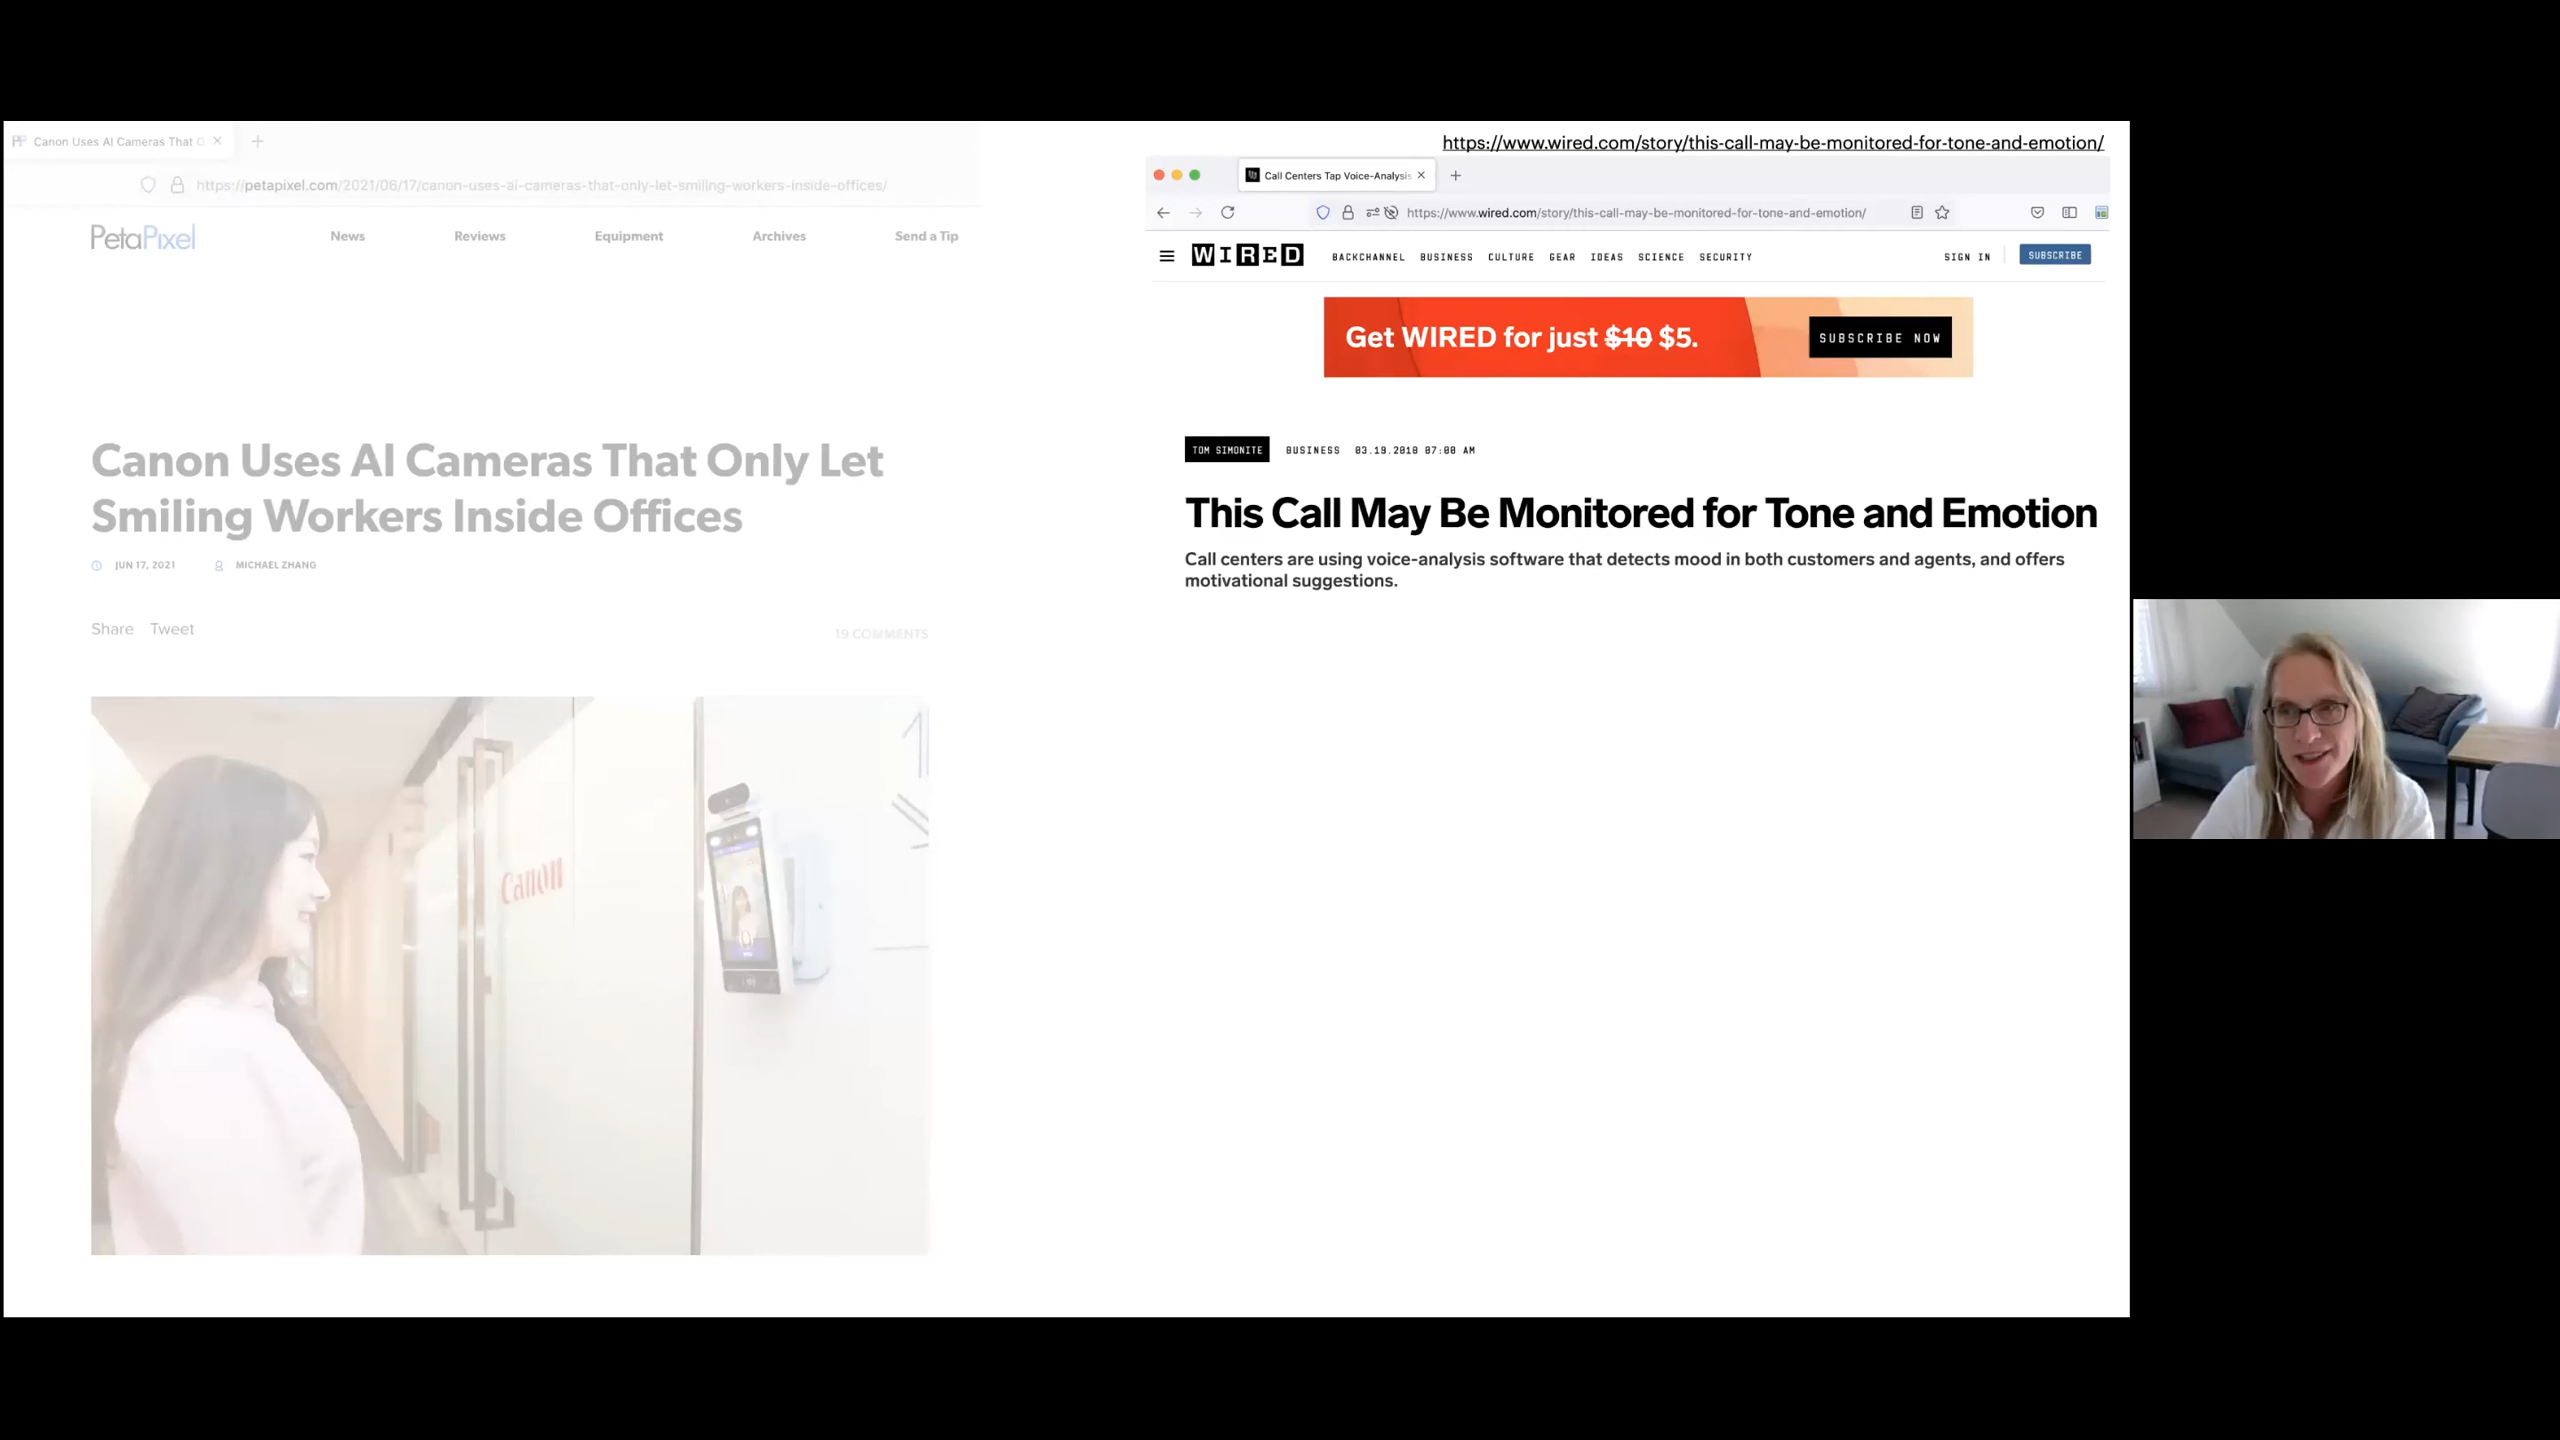 Canon Uses AI Cameras That O
https://petapixel.com/2021/06/17/canon-uses-ai-cameras-that-only-let-smiling-workers-inside-offices/
PetaPixel
News Reviews Equipment Archives Send a Tip
Canon Uses AI Cameras That Only Let
Smiling Workers Inside Offices
JUN 17, 2021 MICHAEL ZHANG
Share Tweet
19 COMMENTS
Canon
https://www.wired.com/story/this-call-may-be-monitored-for-tone-and-emotion/
Call Centers Tap Voice-Analysis
https://www.wired.com/story/this-call-may-be-monitored-for-tone-and-emotion/
WIRED
BACKCHANNEL BUSINESS CULTURE GEAR IDEAS SCIENCE SECURITY
SIGN IN SUBSCRIBE
Get WIRED for just $10 $5.
SUBSCRIBE NOW
TOM SIMONITE BUSINESS 03.19.2018 07:00 AM
This Call May Be Monitored for Tone and Emotion
Call centers are using voice-analysis software that detects mood in both customers and agents, and offers
motivational suggestions.